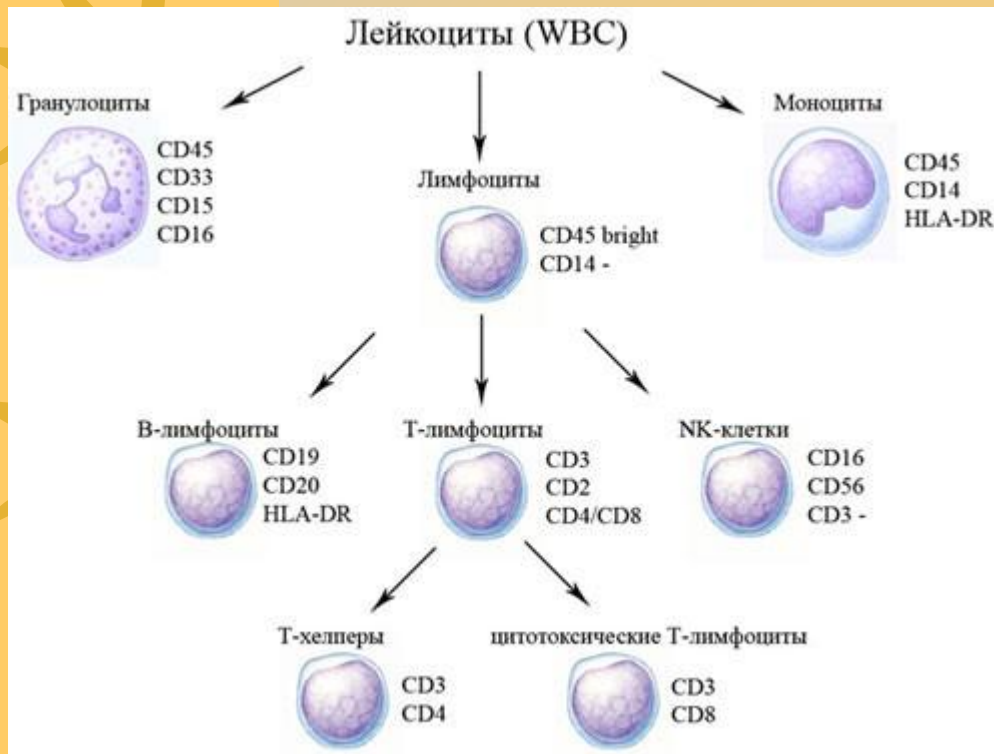 Лейкоциты (WBC)
Гранулоциты
CD45
CD33
CD15
CD16
Лимфоциты
CD45 bright
CD14 -
Моноциты
CD45
CD14
HLA-DR
В-лимфоциты
CD19
CD20
HLA-DR
Т-лимфоциты
CD3
CD2
CD4/CD8
NK-клетки
CD16
CD56
CD3 -
Т-хелперы
CD3
CD4
цитотоксические Т-лимфоциты
CD3
CD8